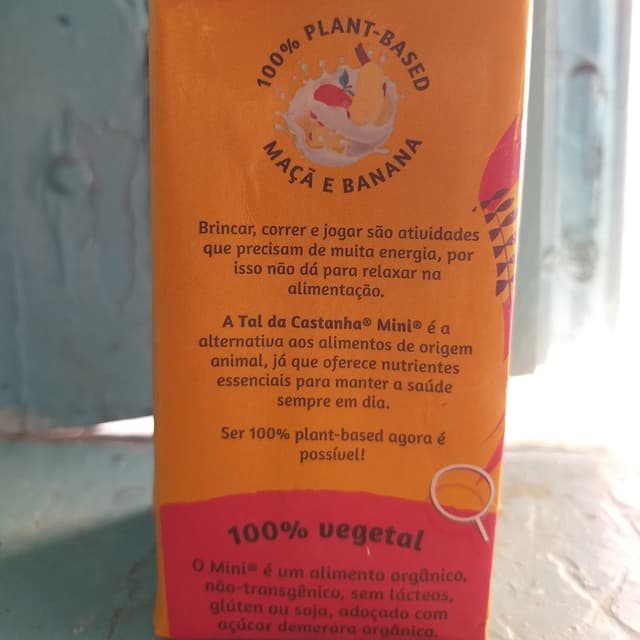 100% PLANT-BASED
MAÇÃ E BANANA
Brincar, correr e jogar são atividades
que precisam de muita energia, por
isso não dá para relaxar na
alimentação.
A Tal da Castanha® Mini® é a
alternativa aos alimentos de origem
animal, já que oferece nutrientes
essenciais para manter a saúde
sempre em dia.
Ser 100% plant-based agora é
possível!
100% vegetal
O Mini® é um alimento orgânico,
não-transgênico, sem lácteos,
glúten ou soja, adoçado com
açúcar demerara orgânico.